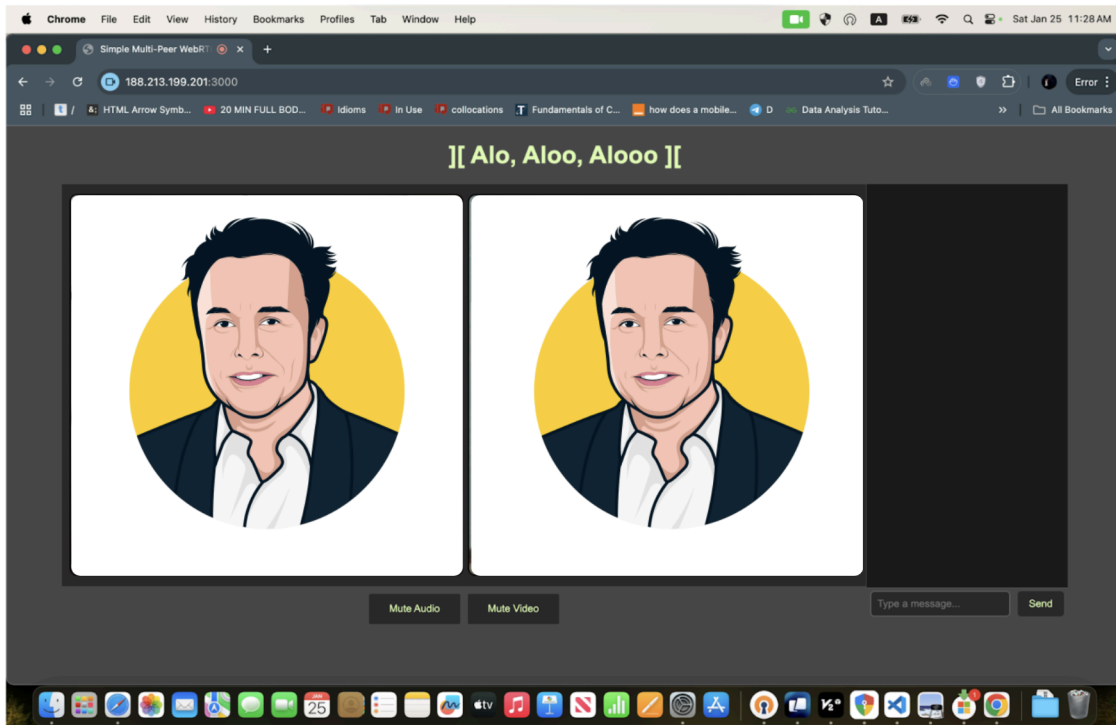 Chrome File Edit View History Bookmarks Profiles Tab Window Help A Sat Jan 25 11:28 AM
Simple Multi-Peer WebRT
188.213.199.201:3000 Error
t / &: HTML Arrow Symb... 20 MIN FULL BOD... Idioms In Use collocations T Fundamentals of C... how does a mobile... D Data Analysis Tuto... » All Bookmarks
][ Alo, Aloo, Alooo ][
Mute Audio Mute Video Type a message... Send
JAN
25 tv